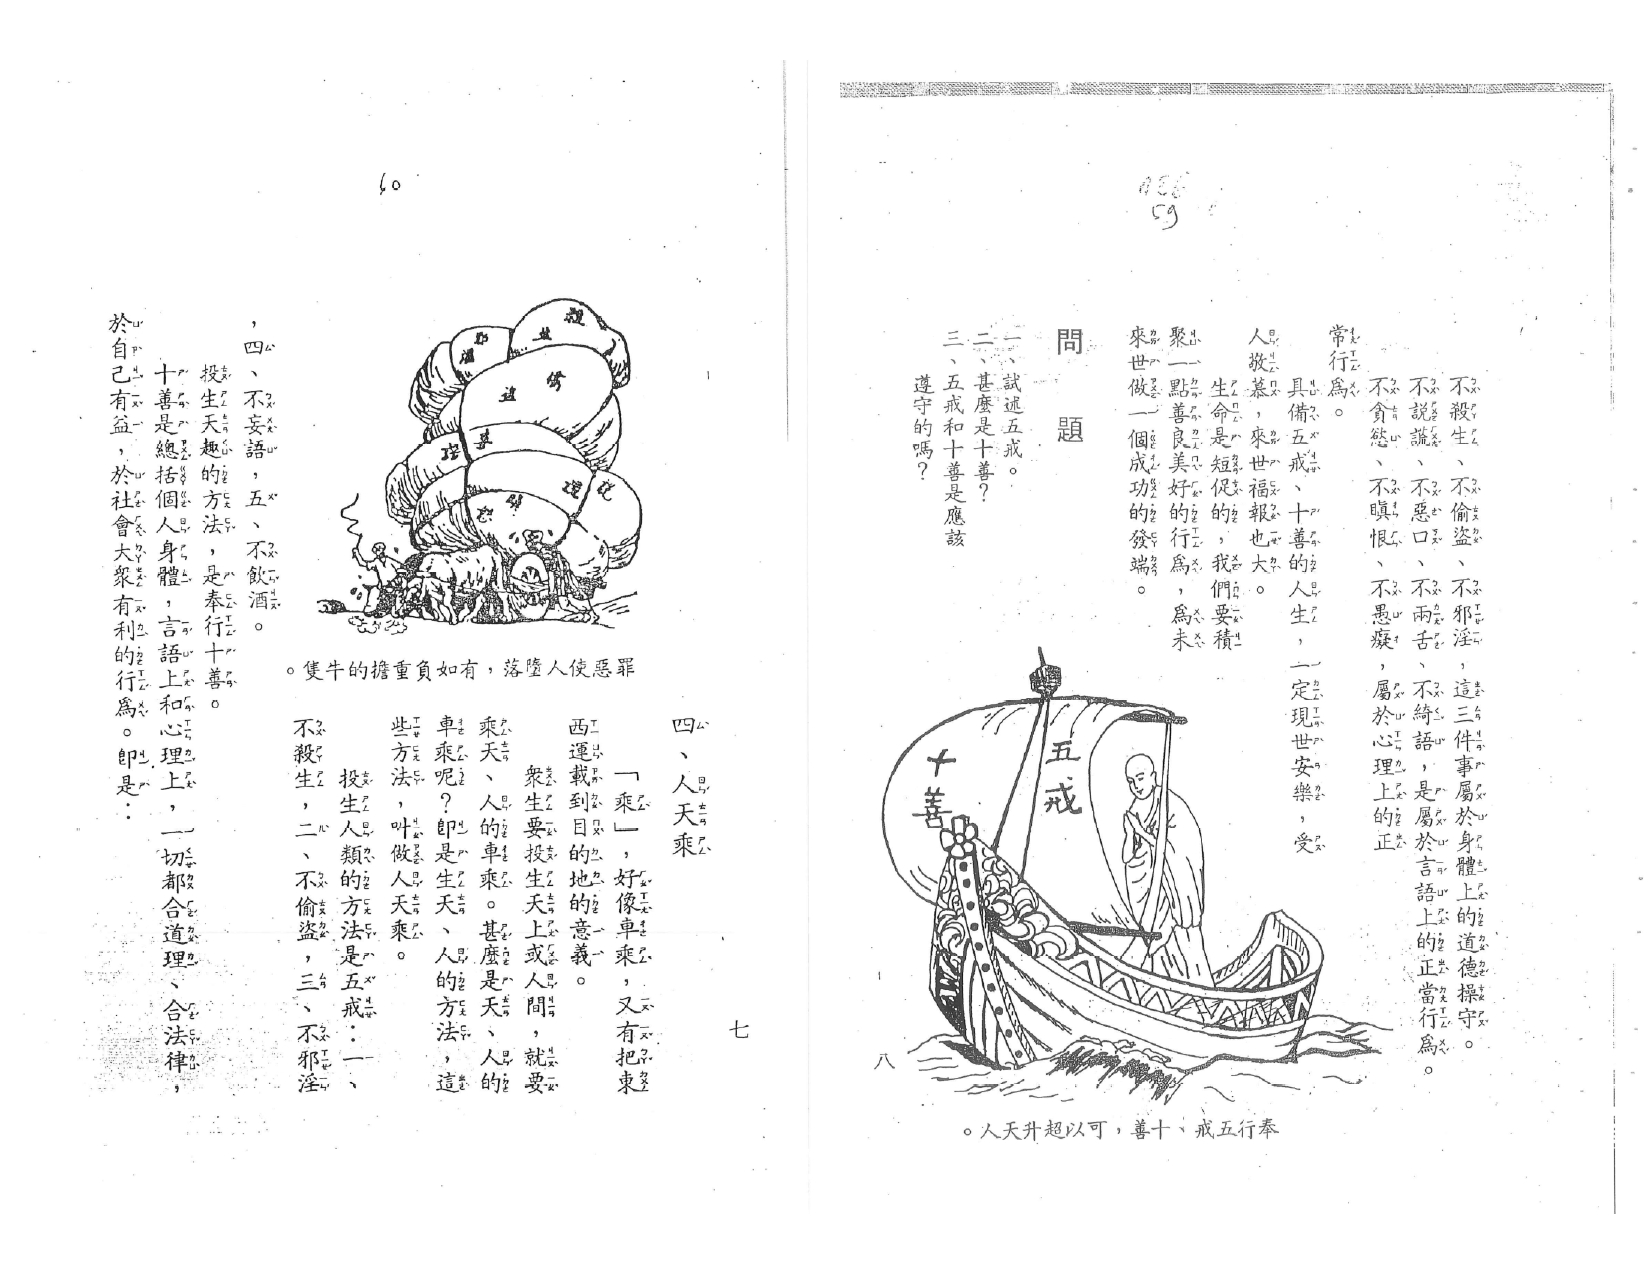 60
七
四、人天乘
「乘」，好像車乘，又有把東
西運載到目的地的意義。
衆生要投生天上或人間，就要
乘天、人的車乘。甚麼是天、人的
車乘呢？即是生天、人的方法，這
些方法，叫做人天乘。
投生人類的方法是五戒：一、
不殺生，二、不偷盜，三、不邪淫
，四、不妄語，五、不飲酒。
投生天趣的方法，是奉行十善。
十善是總括個人身體，言語上和心理上，一切都合道理、合法律，
於自己有益，於社會大衆有利的行爲。即是：
罪惡使人墮落，有如負重擔的牛隻。
59
不殺生、不偷盜、不邪淫，這三件事屬於身體上的道德操守。
不說謊、不惡口、不兩舌、不綺語，是屬於言語上的正當行爲。
不貪慾、不瞋恨、不愚癡，屬於心理上的正
常行爲。
具備五戒、十善的人生，一定現世安樂，受
人敬慕，來世福報也大。
生命是短促的，我們要積
聚一點善良美好的行爲，爲未
來世做一個成功的發端。
問題
一、試述五戒。
二、甚麼是十善？
三、五戒和十善是應該
遵守的嗎？
五戒
十善
奉行五戒、十善，可以超升天人。
八